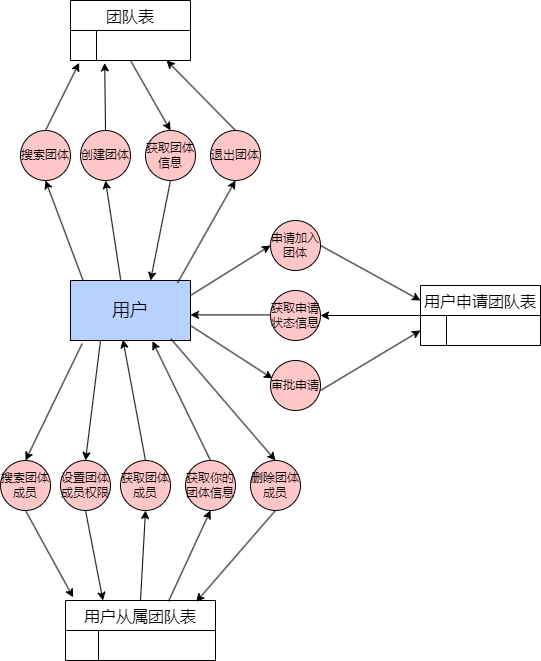 团队表
搜索团体
创建团体
获取团体
信息
退出团体
申请加入
团体
用户
获取申请
状态信息
用户申请团队表
审批申请
搜索团体
成员
设置团体
成员权限
获取团体
成员
获取你的
团体信息
删除团体
成员
用户从属团队表